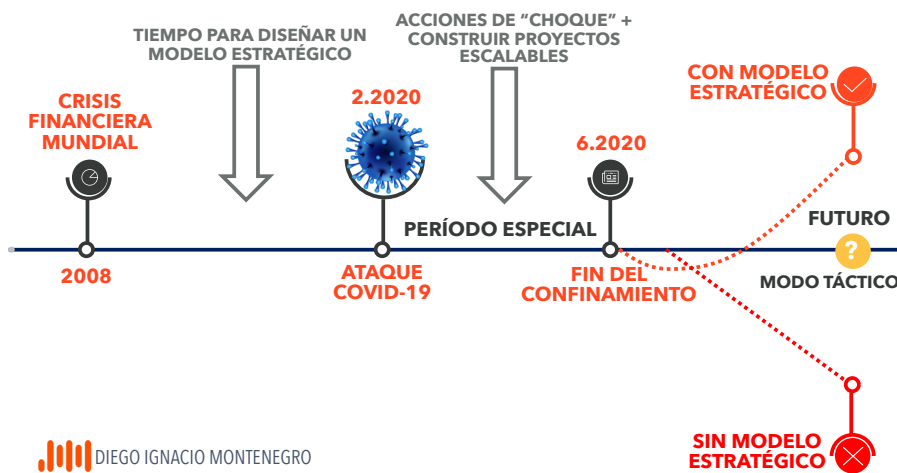 TIEMPO PARA DISEÑAR UN
MODELO ESTRATÉGICO
ACCIONES DE “CHOQUE” +
CONSTRUIR PROYECTOS
ESCALABLES
CON MODELO
ESTRATÉGICO
CRISIS
FINANCIERA
MUNDIAL
2.2020
6.2020
PERÍODO ESPECIAL
FUTURO
?
2008
ATAQUE
COVID-19
FIN DEL
CONFINAMIENTO
MODO TÁCTICO
SIN MODELO
ESTRATÉGICO
DIEGO IGNACIO MONTENEGRO